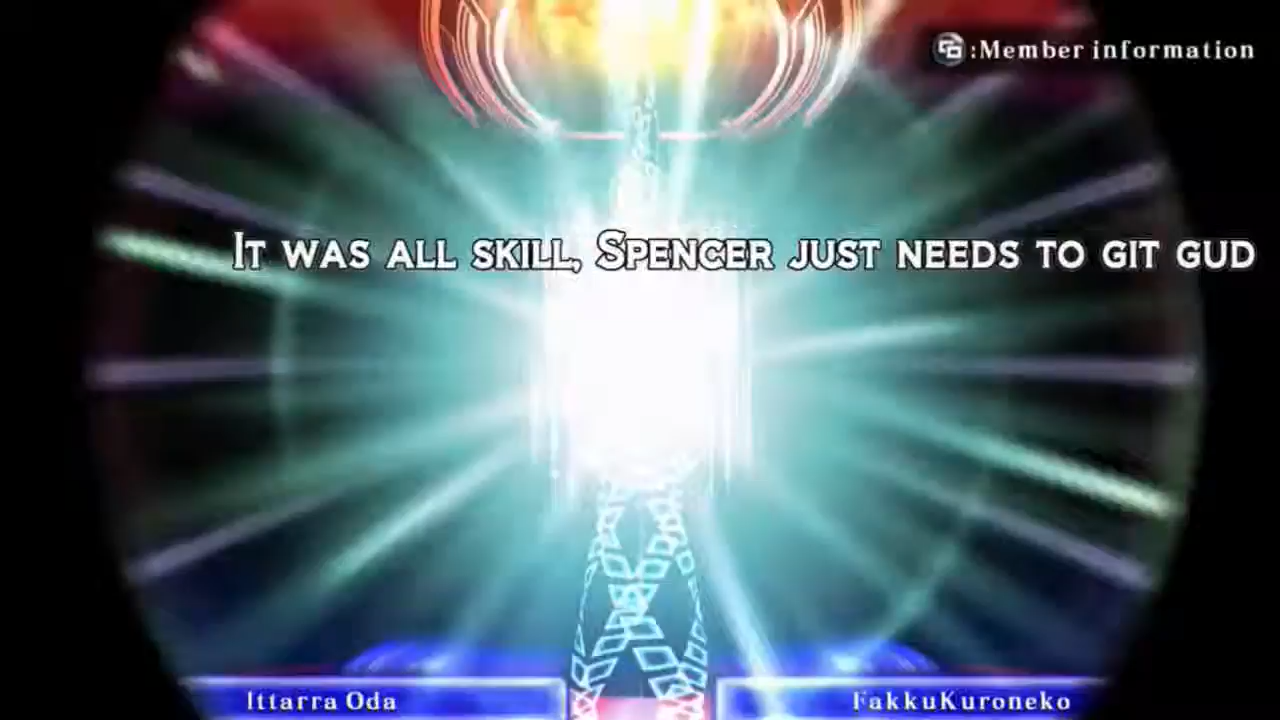 :Member information
It was all skill, Spencer just needs to git gud
Ittarra Oda
FakkuKuroneko